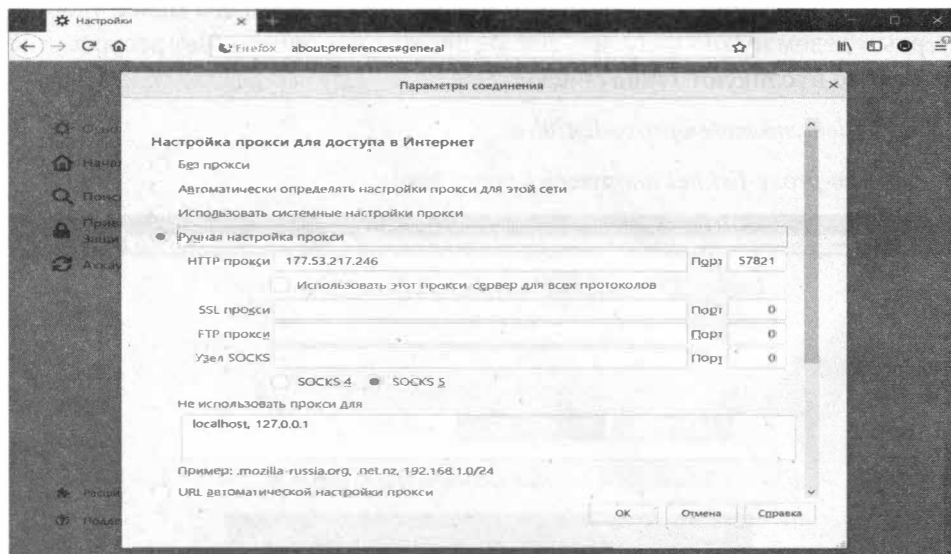 Настройки
Firefox about:preferences#general
Параметры соединения
Настройка прокси для доступа в Интернет
Без прокси
Автоматически определять настройки прокси для этой сети
Использовать системные настройки прокси
Ручная настройка прокси
HTTP прокси 177.53.217.246 Порт 57821
Использовать этот прокси-сервер для всех протоколов
SSL прокси Порт 0
FTP прокси Порт 0
Узел SOCKS Порт 0
SOCKS 4 SOCKS 5
Не использовать прокси для
localhost, 127.0.0.1
Пример: .mozilla-russia.org, .net.nz, 192.168.1.0/24
URL автоматической настройки прокси
OK Отмена Справка